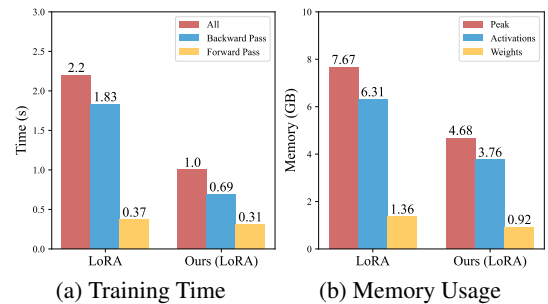 3.0
2.5
2.0
1.5
1.0
0.5
0.0
Time (s)
All
Backward Pass
Forward Pass
2.2
1.83
0.37
1.0
0.69
0.31
LoRA
Ours (LoRA)
(a) Training Time
10
8
6
4
2
0
Memory (GB)
Peak
Activations
Weights
7.67
6.31
1.36
4.68
3.76
0.92
LoRA
Ours (LoRA)
(b) Memory Usage